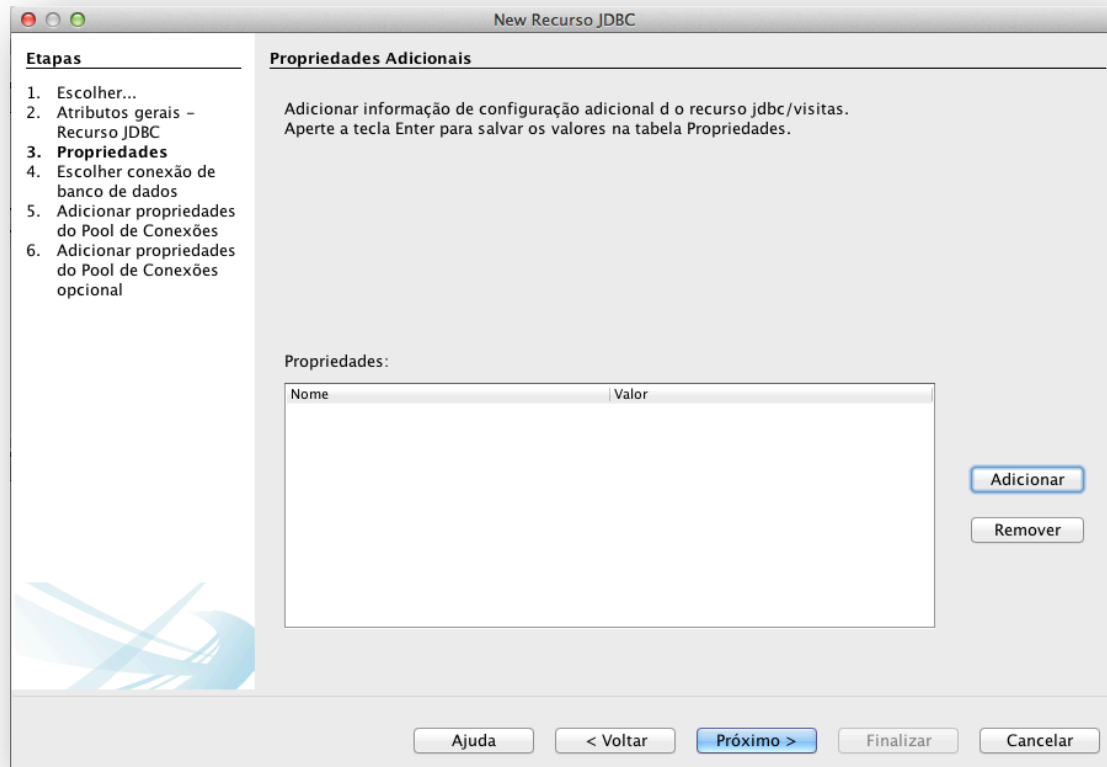 New Recurso JDBC
Etapas
1. Escolher...
2. Atributos gerais –
Recurso JDBC
3. Propriedades
4. Escolher conexão de
banco de dados
5. Adicionar propriedades
do Pool de Conexões
6. Adicionar propriedades
do Pool de Conexões
opcional
Propriedades Adicionais
Adicionar informação de configuração adicional d o recurso jdbc/visitas.
Aperte a tecla Enter para salvar os valores na tabela Propriedades.
Propriedades:
Nome Valor
Adicionar
Remover
Ajuda < Voltar Próximo > Finalizar Cancelar